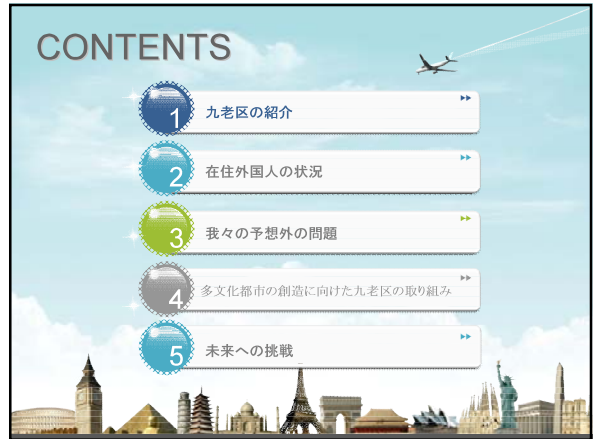 CONTENTS
1 九老区の紹介
2 在住外国人の状況
3 我々の予想外の問題
4 多文化都市の創造に向けた九老区の取り組み
5 未来への挑戦